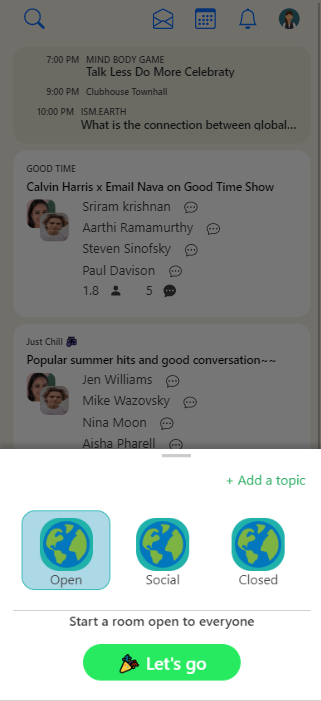 7:00 PM MIND BODY GAME
Talk Less Do More Celebraty
9:00 PM Clubhouse Townhall
10:00 PM ISM.EARTH
What is the connection between global...
GOOD TIME
Calvin Harris x Email Nava on Good Time Show
Sriram krishnan
Aarthi Ramamurthy
Steven Sinofsky
Paul Davison
1.8 5
Just Chill
Popular summer hits and good conversation~~
Jen Williams
Mike Wazovsky
Nina Moon
Aisha Pharell
+ Add a topic
Open Social Closed
Start a room open to everyone
Let's go